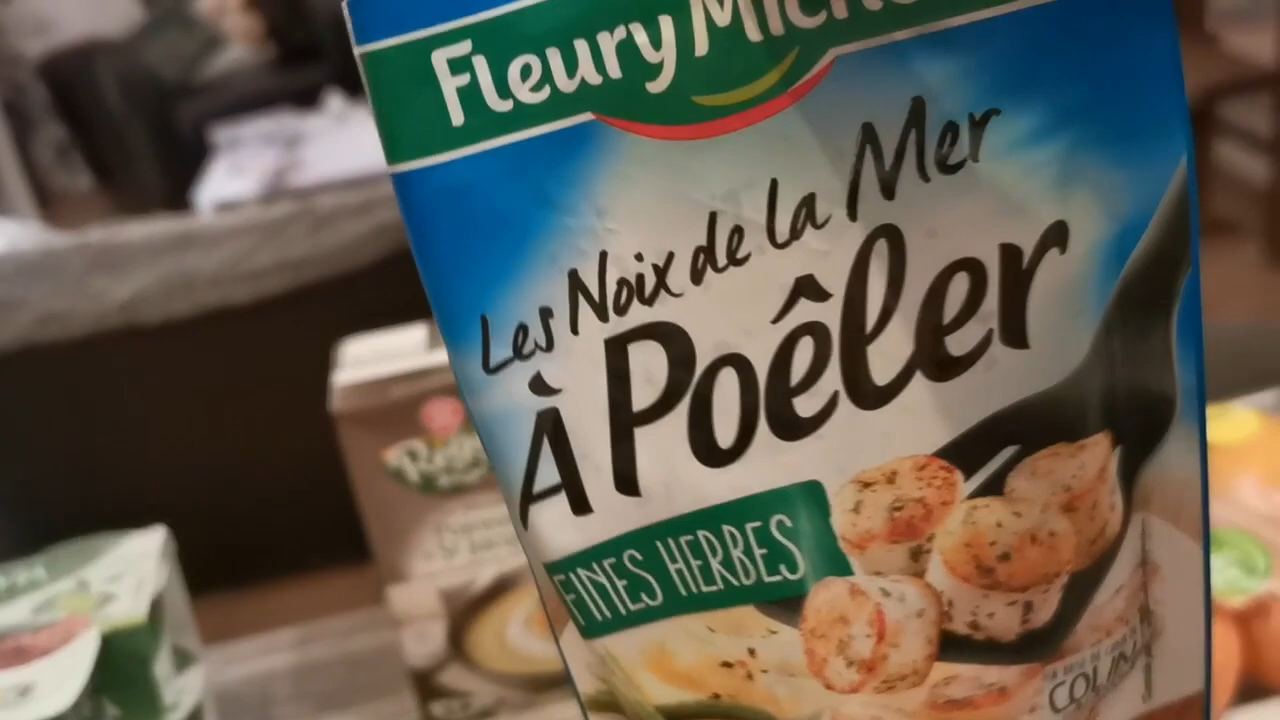 Fleury Mich
Les Noix de la Mer
À Poêler
FINES HERBES
COLIN